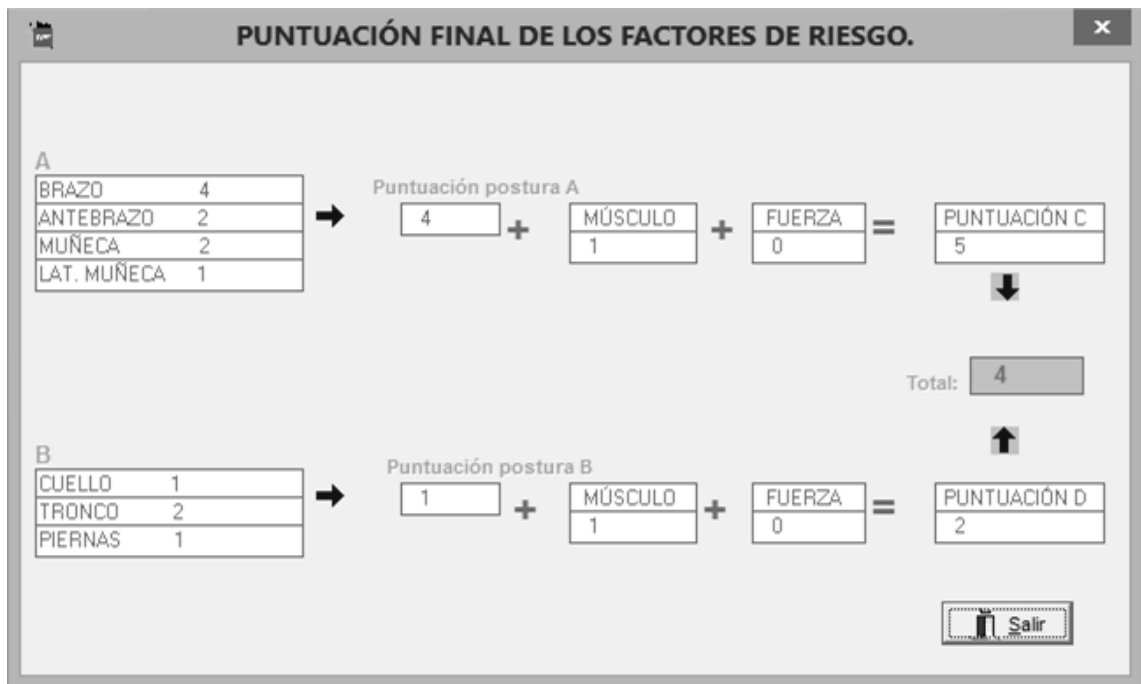 PUNTUACIÓN FINAL DE LOS FACTORES DE RIESGO.
x
A
BRAZO 4
ANTEBRAZO 2
MUÑECA 2
LAT. MUÑECA 1
Puntuación postura A
4
+
MÚSCULO
1
+
FUERZA
0
=
PUNTUACIÓN C
5
Total: 4
B
CUELLO 1
TRONCO 2
PIERNAS 1
Puntuación postura B
1
+
MÚSCULO
1
+
FUERZA
0
=
PUNTUACIÓN D
2
Salir